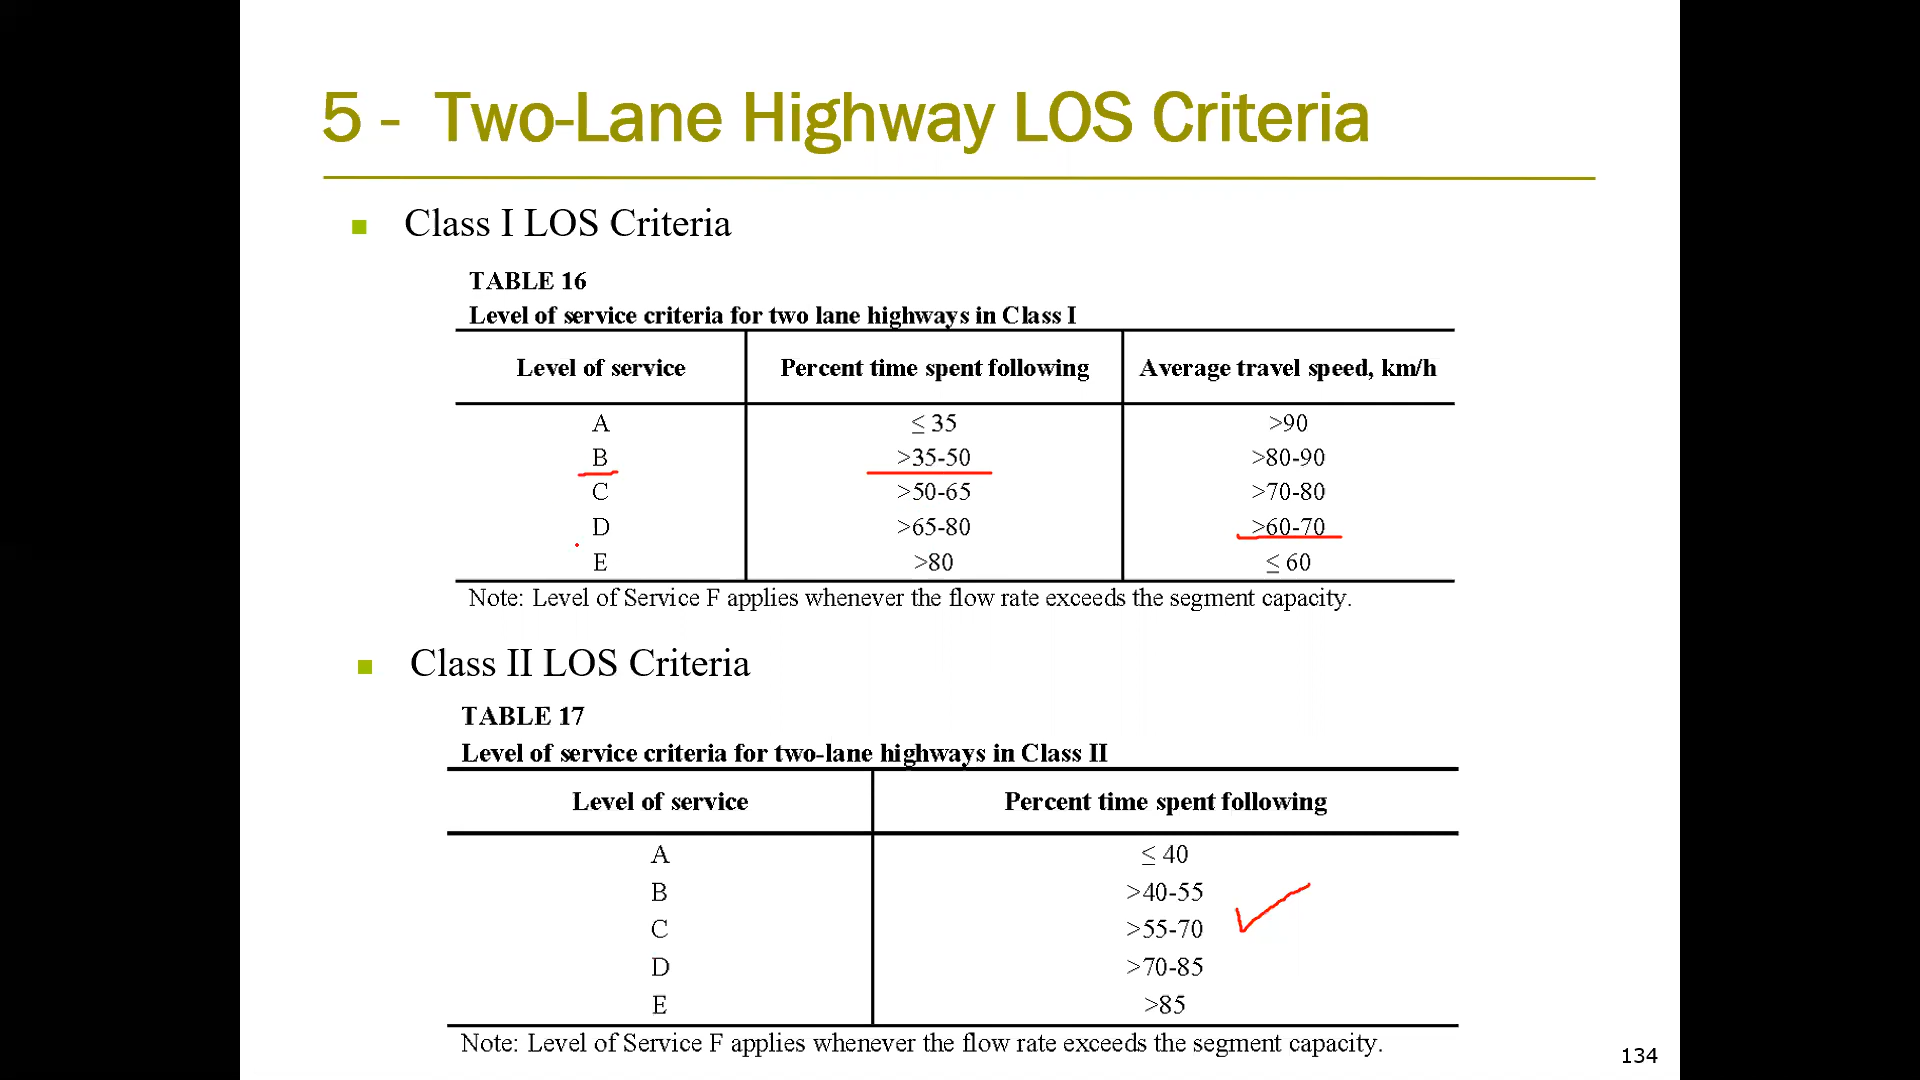 5 - Two-Lane Highway LOS Criteria
Class I LOS Criteria
TABLE 16
Level of service criteria for two lane highways in Class I
Level of service Percent time spent following Average travel speed, km/h
A ≤ 35 >90
B >35-50 >80-90
C >50-65 >70-80
D >65-80 >60-70
E >80 ≤ 60
Note: Level of Service F applies whenever the flow rate exceeds the segment capacity.
Class II LOS Criteria
TABLE 17
Level of service criteria for two-lane highways in Class II
Level of service Percent time spent following
A ≤ 40
B >40-55
C >55-70
D >70-85
E >85
Note: Level of Service F applies whenever the flow rate exceeds the segment capacity.
134